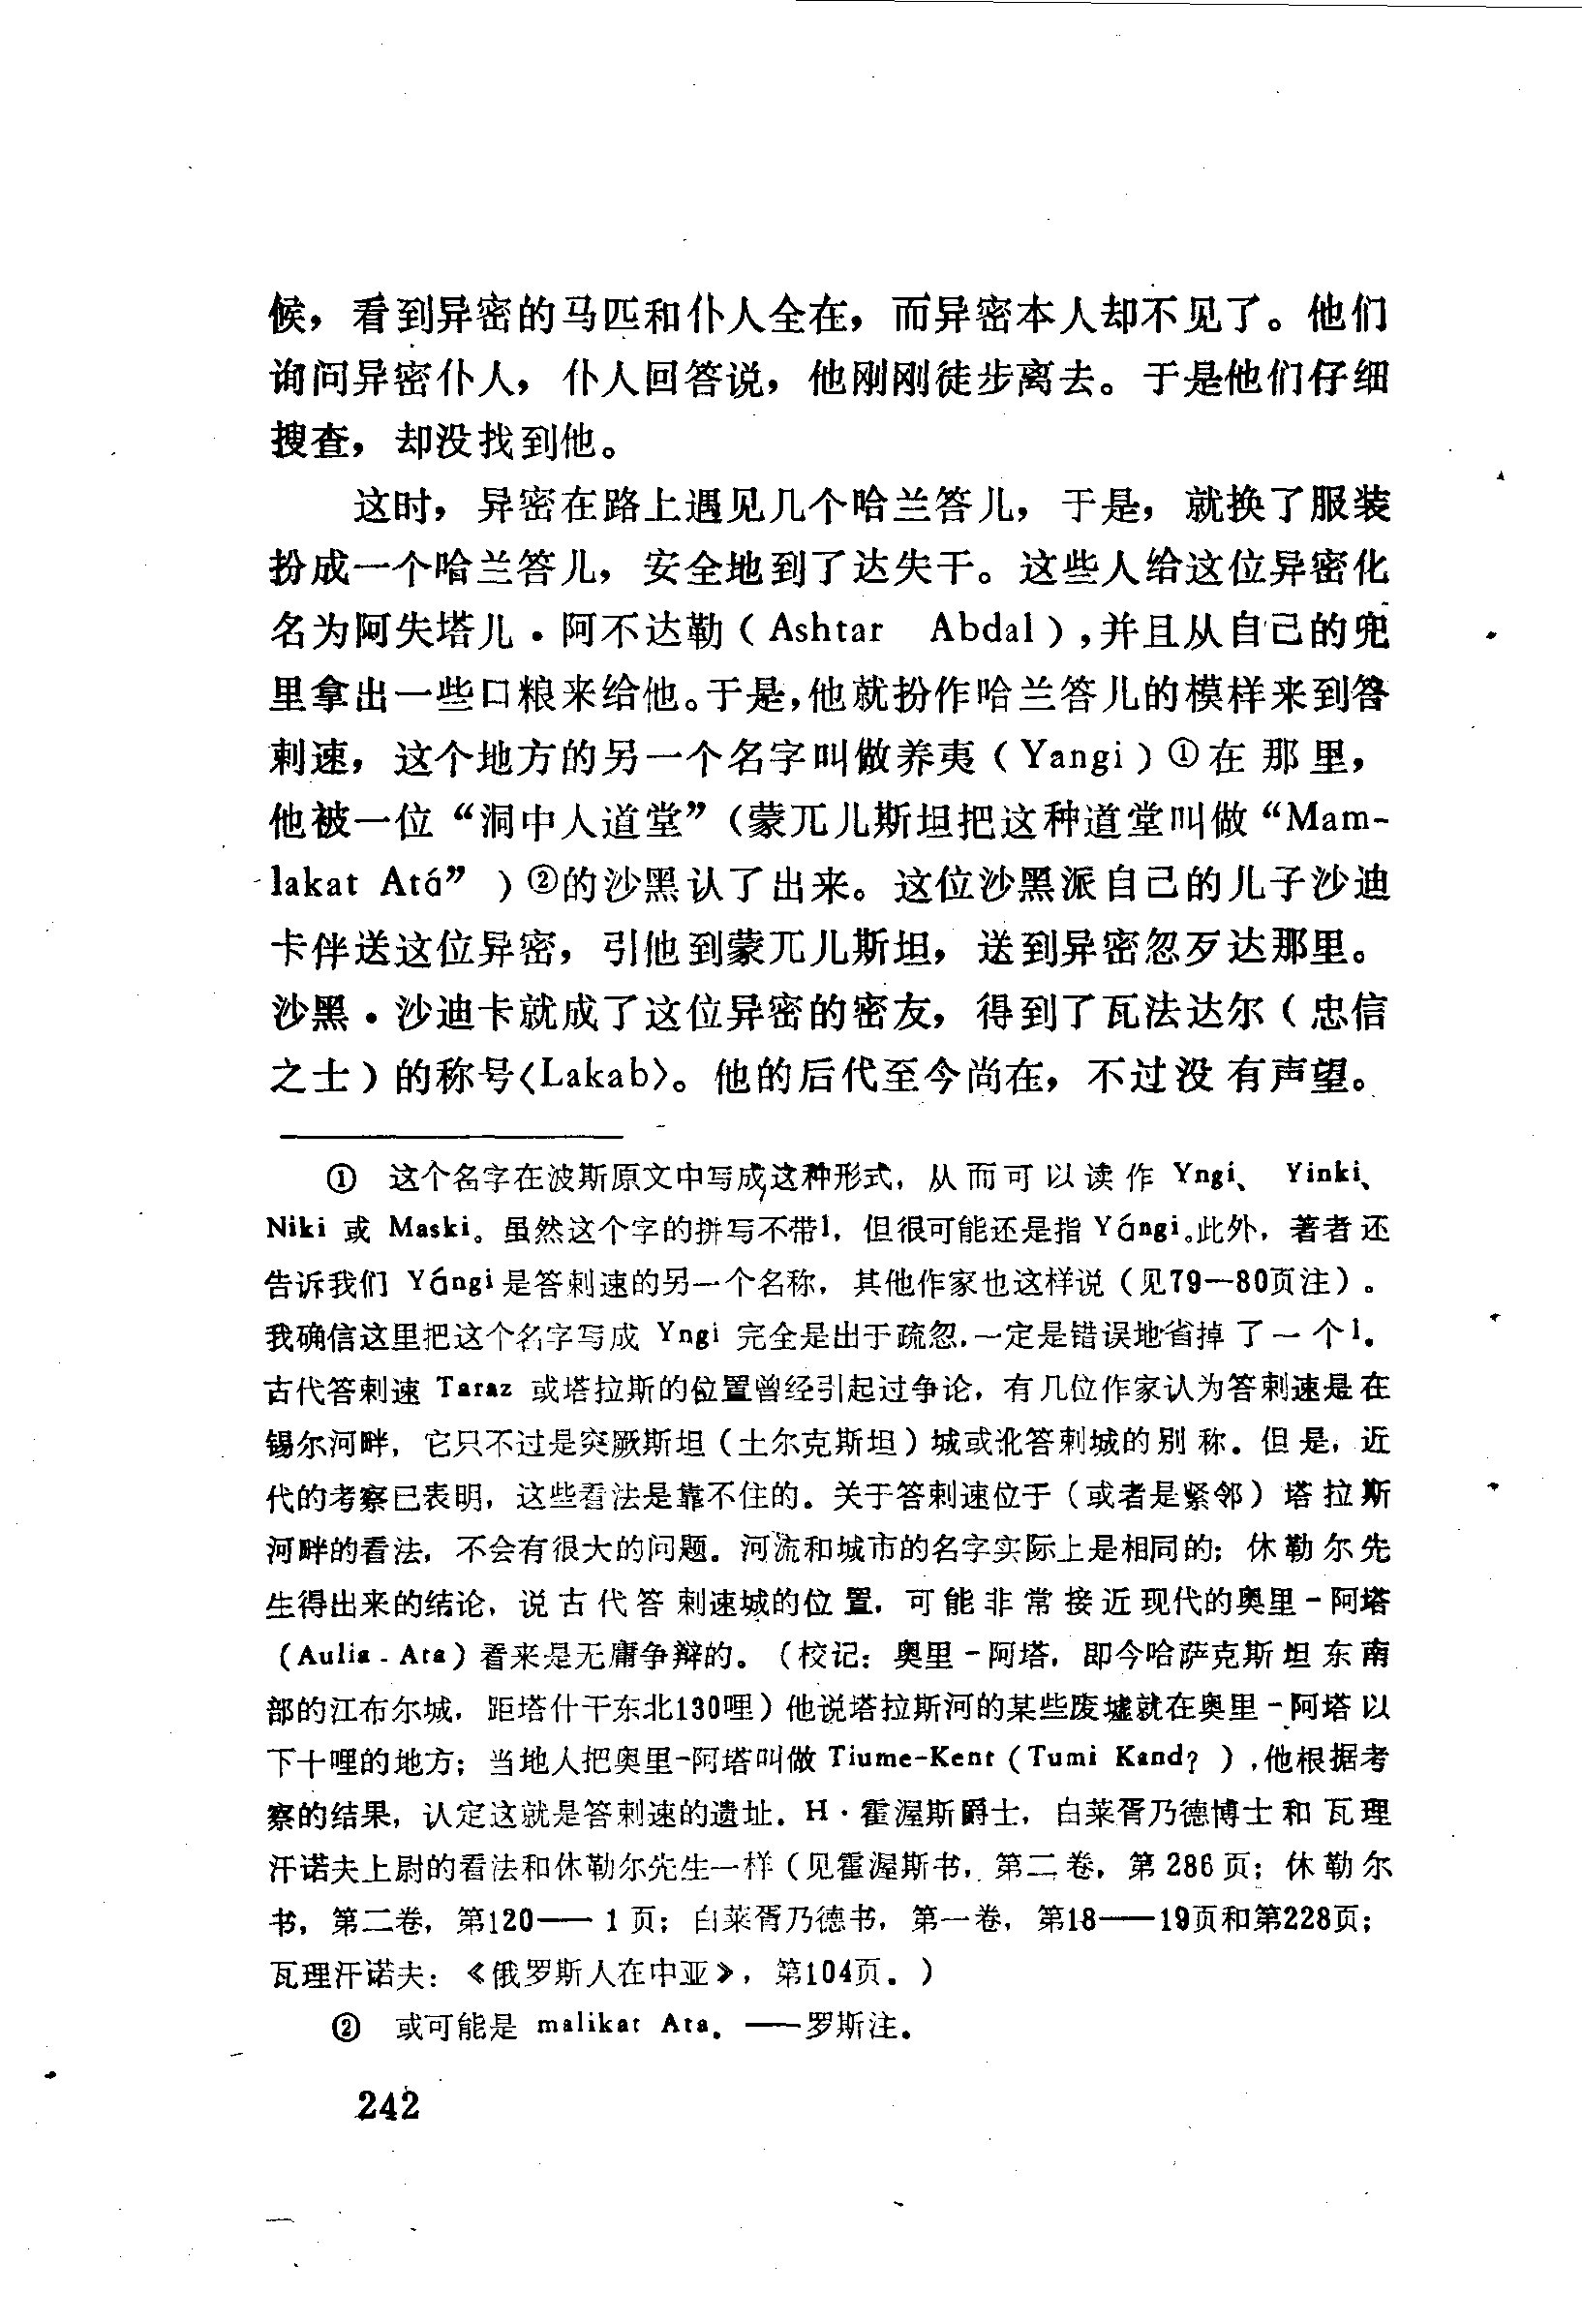 候，看到异密的马匹和仆人全在，而异密本人却不见了。他们
询问异密仆人，仆人回答说，他刚刚徒步离去。于是他们仔细
搜查，却没找到他。
这时，异密在路上遇见几个哈兰答儿，于是，就换了服装
扮成一个哈兰答儿，安全地到了达失干。这些人给这位异密化
名为阿失塔儿·阿不达勒（Ashtar Abdal），并且从自己的兜
里拿出一些口粮来给他。于是，他就扮作哈兰答儿的模样来到答
剌速，这个地方的另一个名字叫做养夷（Yangi）①在那里，
他被一位“洞中人道堂”（蒙兀儿斯坦把这种道堂叫做“Mam-
lakat Atá”）②的沙黑认了出来。这位沙黑派自己的儿子沙迪
卡伴送这位异密，引他到蒙兀儿斯坦，送到异密忽歹达那里。
沙黑·沙迪卡就成了这位异密的密友，得到了瓦法达尔（忠信
之士）的称号〈Lakab〉。他的后代至今尚在，不过没有声望。
① 这个名字在波斯原文中写成这种形式，从而可以读作 Yngi、Yinki、
Niki 或 Maski。虽然这个字的拼写不带l，但很可能还是指 Yángi。此外，著者还
告诉我们 Yángi 是答剌速的另一个名称，其他作家也这样说（见79—80页注）。
我确信这里把这个名字写成 Yngi 完全是出于疏忽，一定是错误地省掉了一个l。
古代答剌速 Taraz 或塔拉斯的位置曾经引起过争论，有几位作家认为答剌速是在
锡尔河畔，它只不过是突厥斯坦（土尔克斯坦）城或讹答剌城的别称。但是，近
代的考察已表明，这些看法是靠不住的。关于答剌速位于（或者是紧邻）塔拉斯
河畔的看法，不会有很大的问题。河流和城市的名字实际上是相同的；休勒尔先
生得出来的结论，说古代答剌速城的位置，可能非常接近现代的奥里-阿塔
（Aulia-Ata）看来是无庸争辩的。（校记：奥里-阿塔，即今哈萨克斯坦东南
部的江布尔城，距塔什干东北130哩）他说塔拉斯河的某些废墟就在奥里-阿塔以
下十哩的地方；当地人把奥里-阿塔叫做 Tiume-Kent（Tumi Kand？），他根据考
察的结果，认定这就是答剌速的遗址。H·霍渥斯爵士，白莱胥乃德博士和瓦理
汗诺夫上尉的看法和休勒尔先生一样（见霍渥斯书，第二卷，第286页；休勒尔
书，第二卷，第120——1页；白莱胥乃德书，第一卷，第18——19页和第228页；
瓦理汗诺夫：《俄罗斯人在中亚》，第104页。）
② 或可能是 malikat Ata。——罗斯注。
242